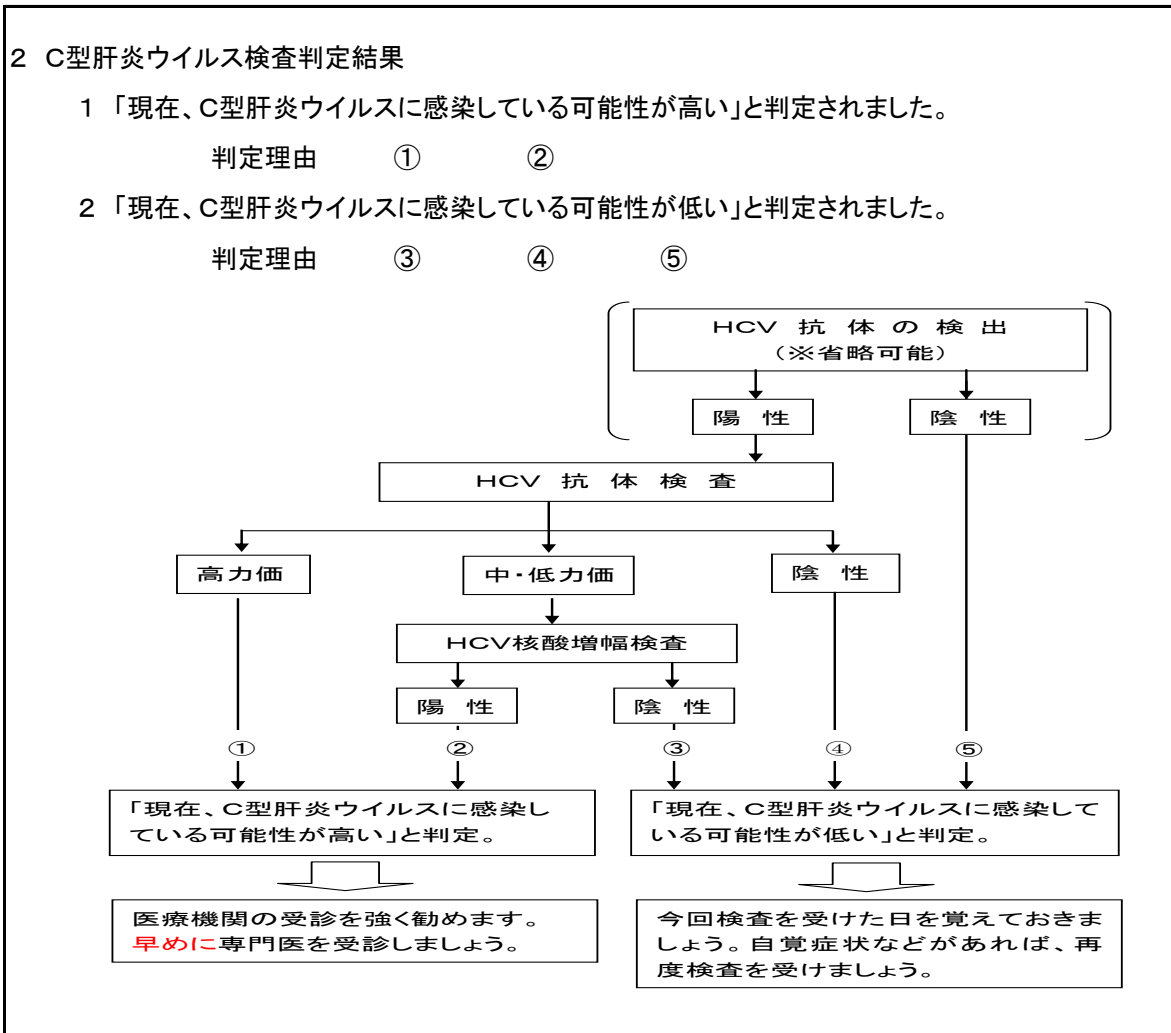 ２　Ｃ型肝炎ウイルス検査判定結果
１　「現在、Ｃ型肝炎ウイルスに感染している可能性が高い」と判定されました。
判定理由　①　②
２　「現在、Ｃ型肝炎ウイルスに感染している可能性が低い」と判定されました。
判定理由　③　④　⑤
ＨＣＶ 抗 体 の 検 出
（※省略可能）
陽 性　陰 性
ＨＣＶ 抗 体 検 査
高力価　中・低力価　陰 性
ＨＣＶ核酸増幅検査
陽 性　陰 性
①　②　③　④　⑤
「現在、Ｃ型肝炎ウイルスに感染し
ている可能性が高い」と判定。
「現在、Ｃ型肝炎ウイルスに感染して
いる可能性が低い」と判定。
医療機関の受診を強く勧めます。
早めに専門医を受診しましょう。
今回検査を受けた日を覚えておきま
しょう。自覚症状などがあれば、再
度検査を受けましょう。